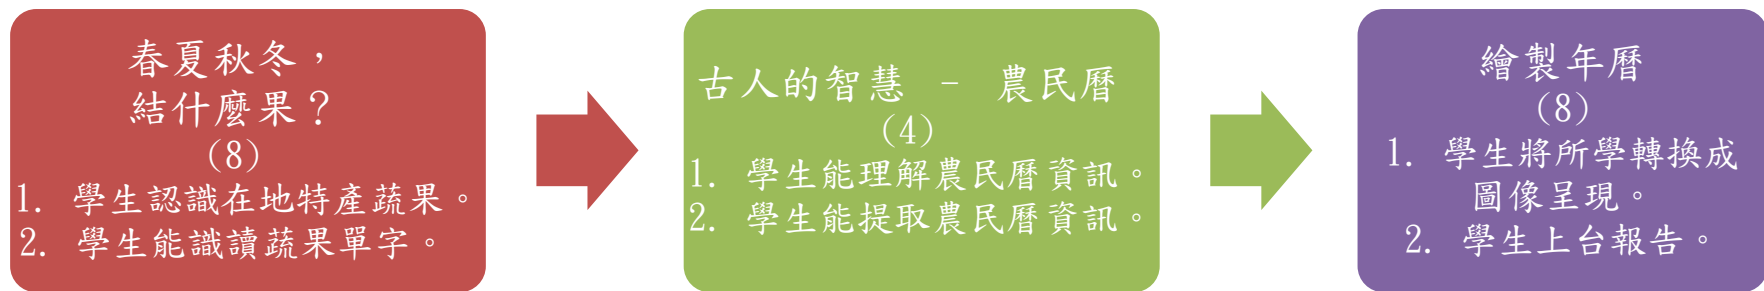 春夏秋冬，
結什麼果？
(8)
1. 學生認識在地特產蔬果。
2. 學生能識讀蔬果單字。
古人的智慧 - 農民曆
(4)
1. 學生能理解農民曆資訊。
2. 學生能提取農民曆資訊。
繪製年曆
(8)
1. 學生將所學轉換成
圖像呈現。
2. 學生上台報告。